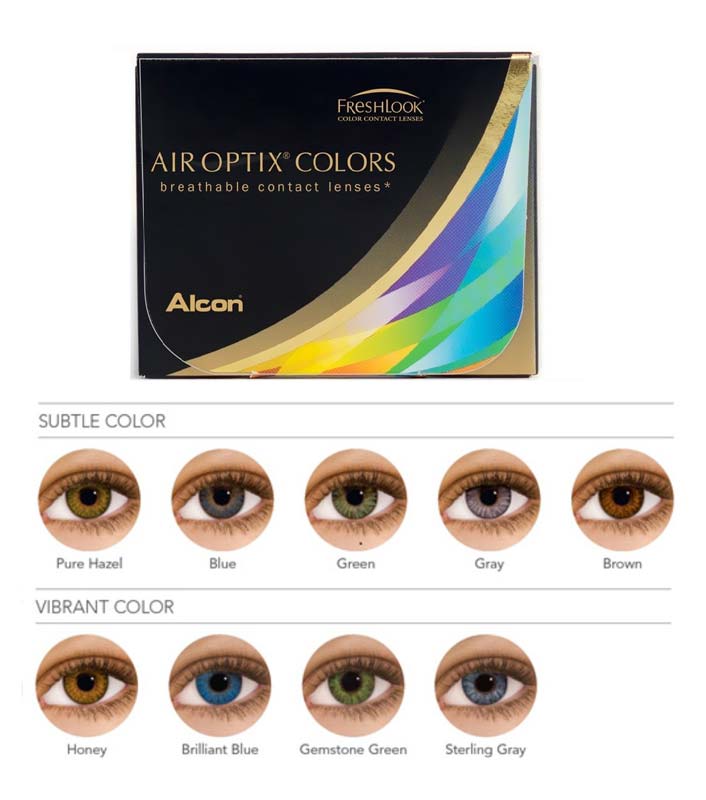 FRESHLOOK
COLOR CONTACT LENSES
AIR OPTIX® COLORS
breathable contact lenses*
Alcon
SUBTLE COLOR
Pure Hazel Blue Green Gray Brown
VIBRANT COLOR
Honey Brilliant Blue Gemstone Green Sterling Gray